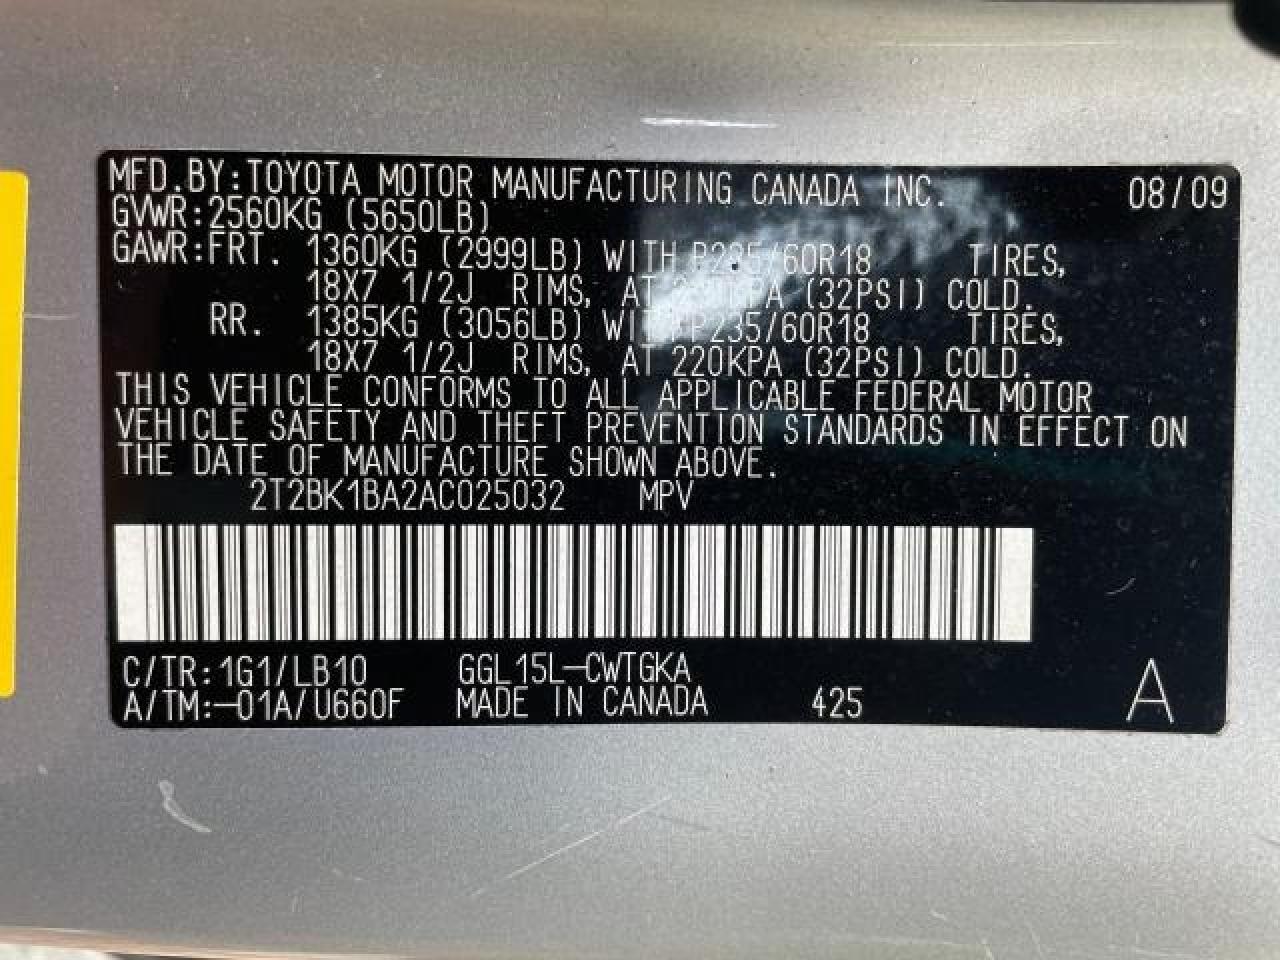 MFD.BY:TOYOTA MOTOR MANUFACTURING CANADA INC. 08/09
GVWR:2560KG (5650LB)
GAWR:FRT. 1360KG (2999LB) WITH P235/60R18 TIRES,
18X7 1/2J RIMS, AT 220KPA (32PSI) COLD.
RR. 1385KG (3056LB) WITH P235/60R18 TIRES,
18X7 1/2J RIMS, AT 220KPA (32PSI) COLD.
THIS VEHICLE CONFORMS TO ALL APPLICABLE FEDERAL MOTOR
VEHICLE SAFETY AND THEFT PREVENTION STANDARDS IN EFFECT ON
THE DATE OF MANUFACTURE SHOWN ABOVE.
2T2BK1BA2AC025032 MPV
C/TR:1G1/LB10 GGL15L-CWTGKA
A/TM:-01A/U660F MADE IN CANADA 425 A